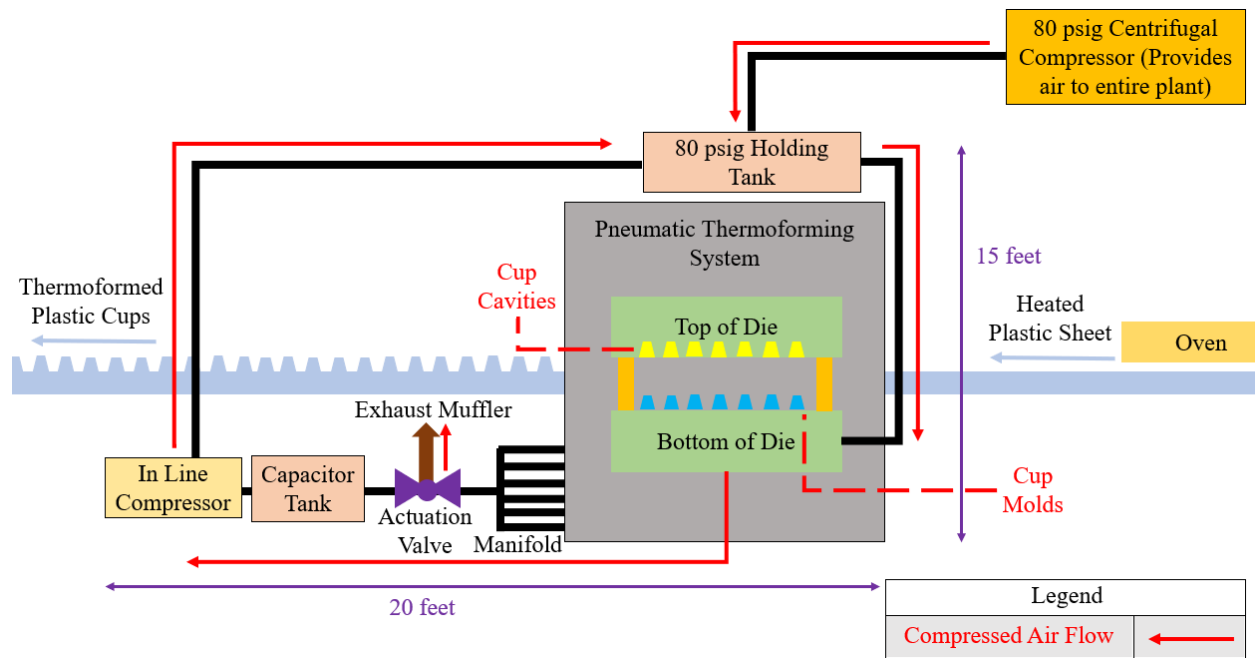 80 psig Centrifugal
Compressor (Provides
air to entire plant)
80 psig Holding
Tank
Pneumatic Thermoforming
System
15 feet
Cup
Cavities
Thermoformed
Plastic Cups
Heated
Plastic Sheet
Top of Die
Oven
Exhaust Muffler
Bottom of Die
In Line
Compressor
Capacitor
Tank
Cup
Molds
Actuation
Valve
Manifold
20 feet
Legend
Compressed Air Flow